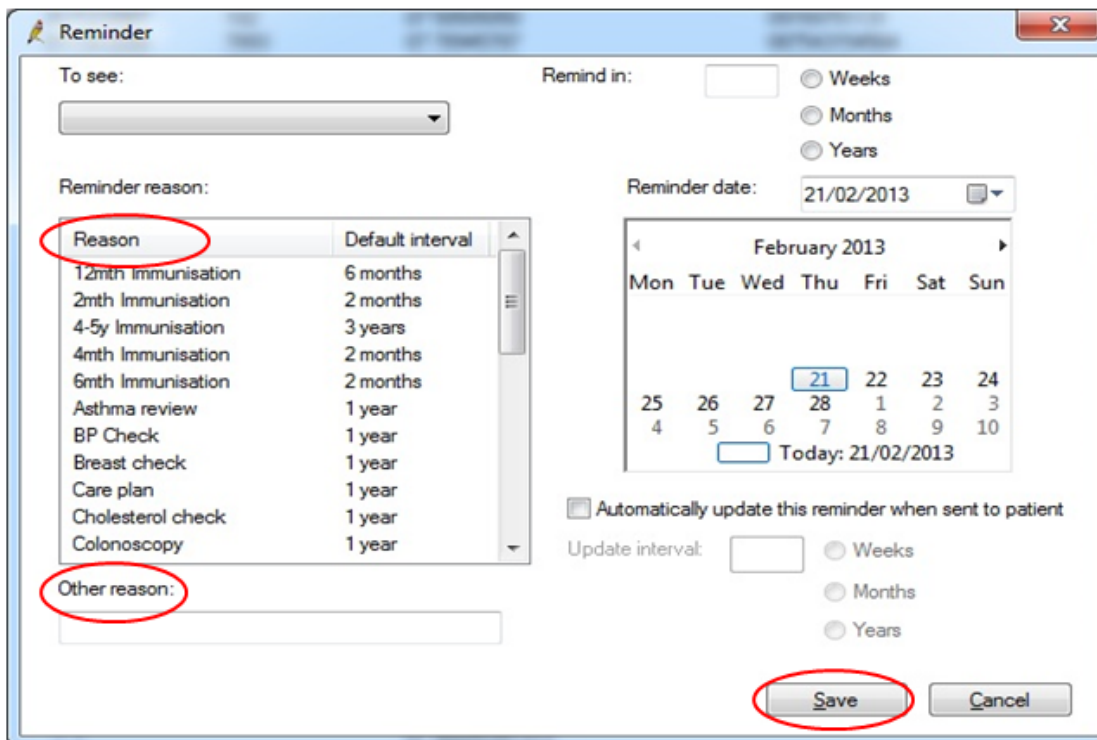 Reminder
To see:
Remind in:
Weeks
Months
Years
Reminder reason:
Reason Default interval
12mth Immunisation 6 months
2mth Immunisation 2 months
4-5y Immunisation 3 years
4mth Immunisation 2 months
6mth Immunisation 2 months
Asthma review 1 year
BP Check 1 year
Breast check 1 year
Care plan 1 year
Cholesterol check 1 year
Colonoscopy 1 year
Other reason:
Reminder date: 21/02/2013
February 2013
Mon Tue Wed Thu Fri Sat Sun
21 22 23 24
25 26 27 28 1 2 3
4 5 6 7 8 9 10
Today: 21/02/2013
Automatically update this reminder when sent to patient
Update interval:
Weeks
Months
Years
Save Cancel